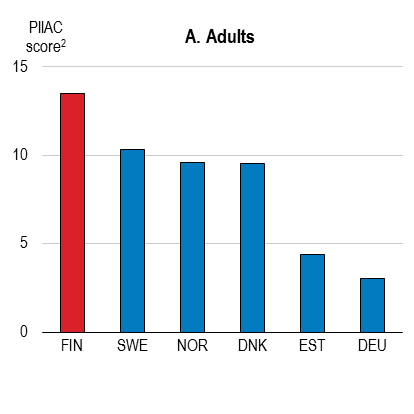 PIIAC
score²
A. Adults
15
10
5
0
FIN SWE NOR DNK EST DEU